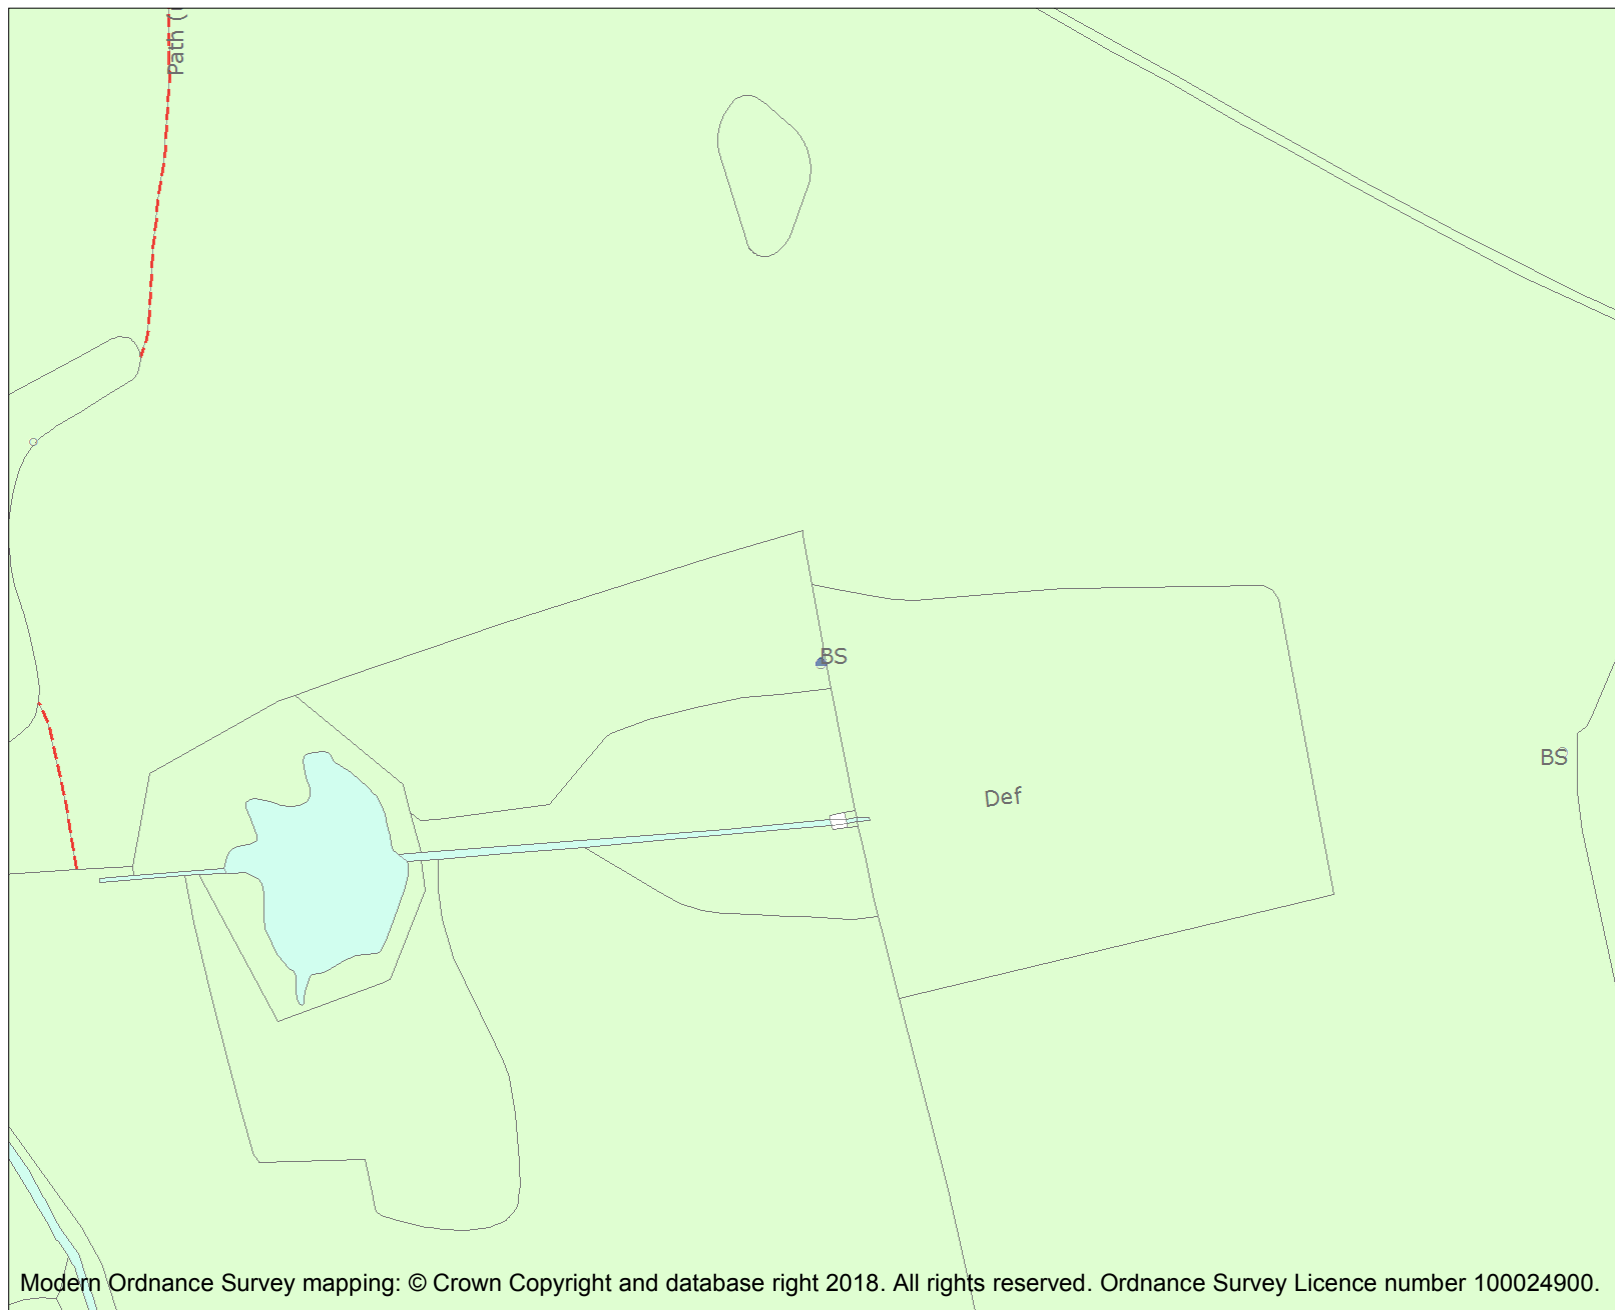 Path (
BS
BS
Def
Modern Ordnance Survey mapping: © Crown Copyright and database right 2018. All rights reserved. Ordnance Survey Licence number 100024900.